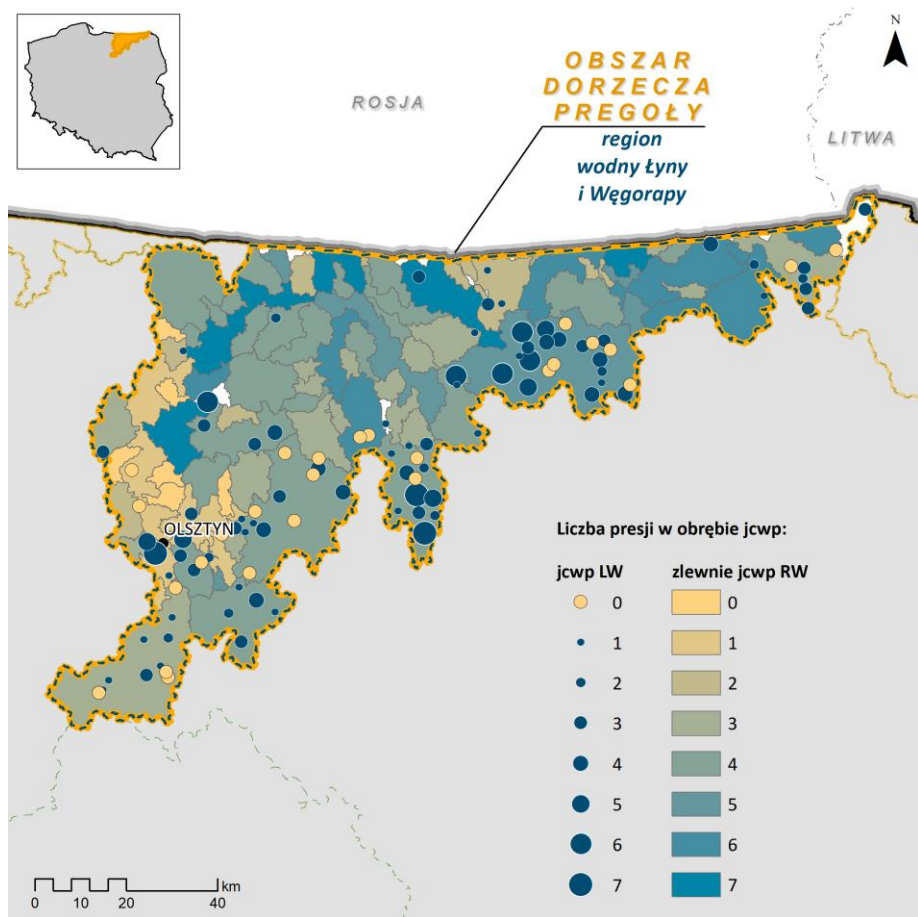 N
ROSJA
OBSZAR
DORZECZA
PREGOŁY
region
wodny Łyny
i Węgorapy
LITWA
OLSZTYN
Liczba presji w obrębie jcwp:
jcwp LW
zlewnie jcwp RW
0 0
1 1
2 2
3 3
4 4
5 5
6 6
7 7
km
0 10 20 40